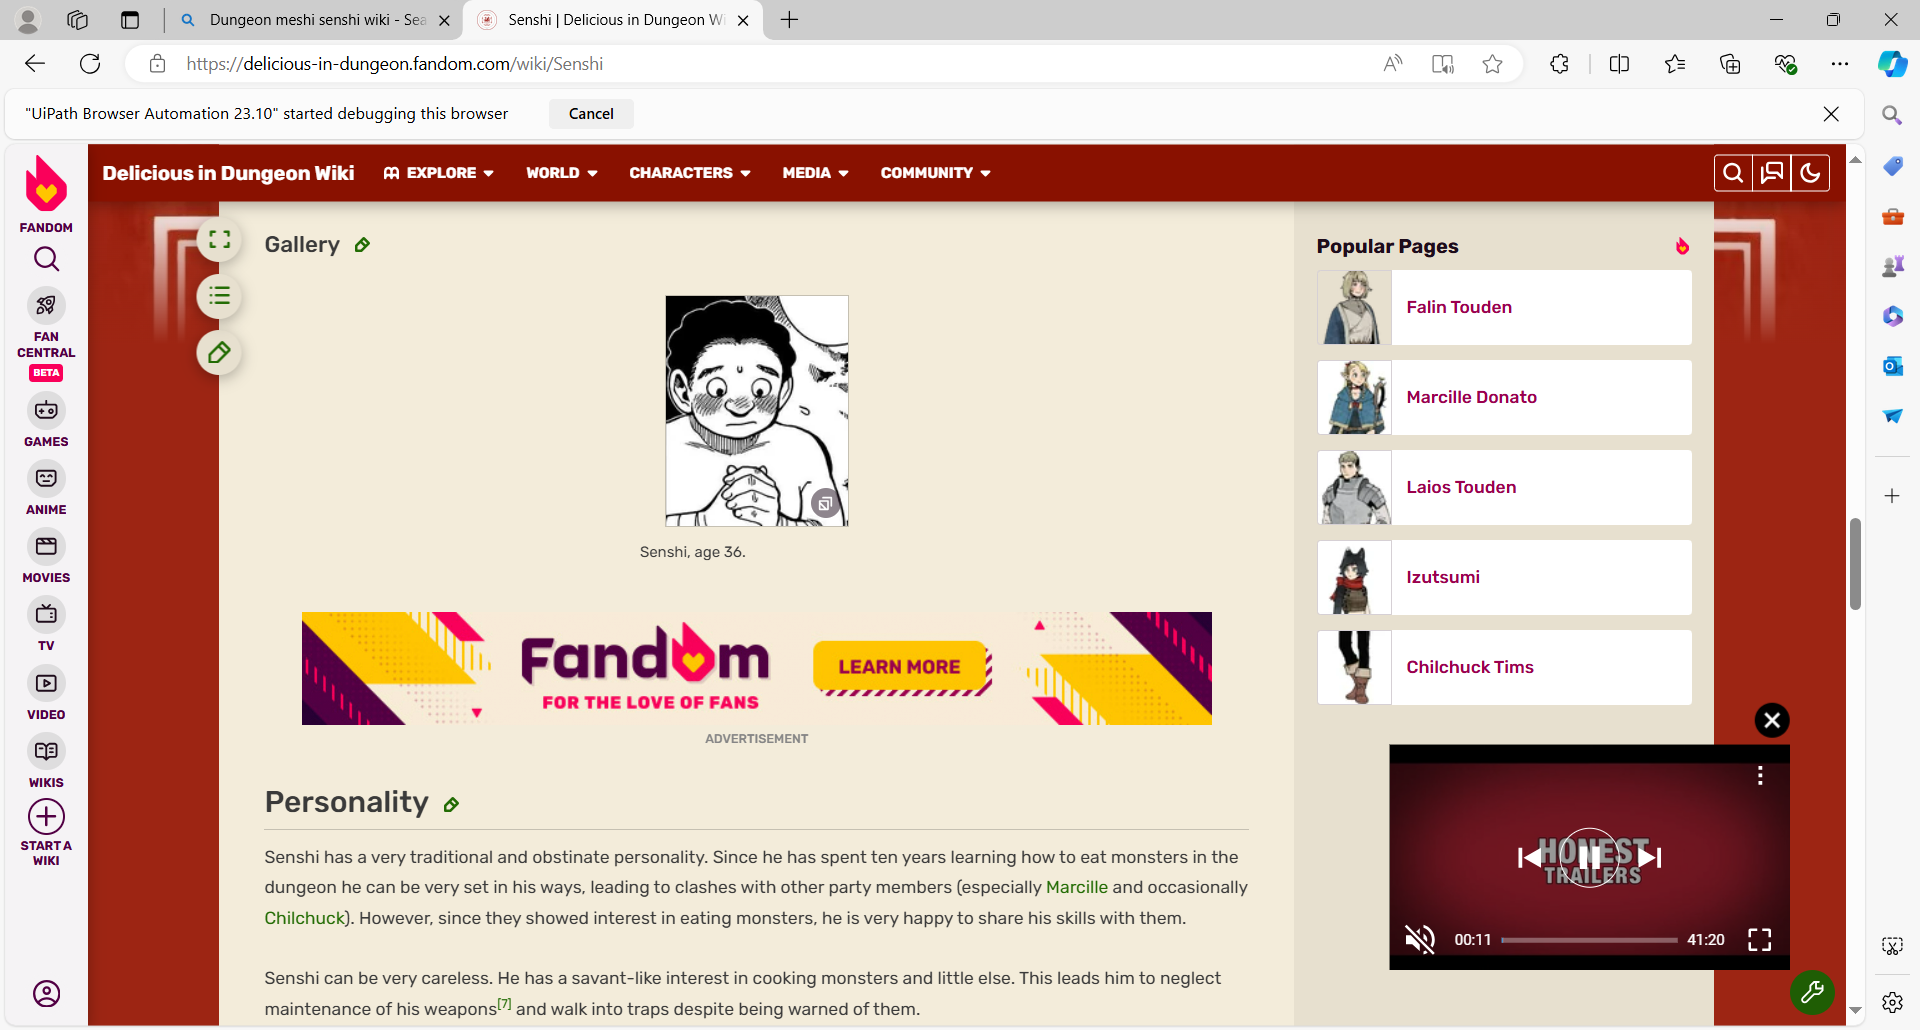 Dungeon meshi senshi wiki - Sea
Senshi | Delicious in Dungeon Wi
https://delicious-in-dungeon.fandom.com/wiki/Senshi
"UiPath Browser Automation 23.10" started debugging this browser
Cancel
FANDOM
FAN
CENTRAL
BETA
GAMES
ANIME
MOVIES
TV
VIDEO
WIKIS
START A
WIKI
Delicious in Dungeon Wiki
EXPLORE
WORLD
CHARACTERS
MEDIA
COMMUNITY
Gallery
Senshi, age 36.
Fandom
FOR THE LOVE OF FANS
LEARN MORE
ADVERTISEMENT
Personality
Senshi has a very traditional and obstinate personality. Since he has spent ten years learning how to eat monsters in the
dungeon he can be very set in his ways, leading to clashes with other party members (especially Marcille and occasionally
Chilchuck). However, since they showed interest in eating monsters, he is very happy to share his skills with them.
Senshi can be very careless. He has a savant-like interest in cooking monsters and little else. This leads him to neglect
maintenance of his weapons[7] and walk into traps despite being warned of them.
Popular Pages
Falin Touden
Marcille Donato
Laios Touden
Izutsumi
Chilchuck Tims
HONEST
TRAILERS
00:11
41:20